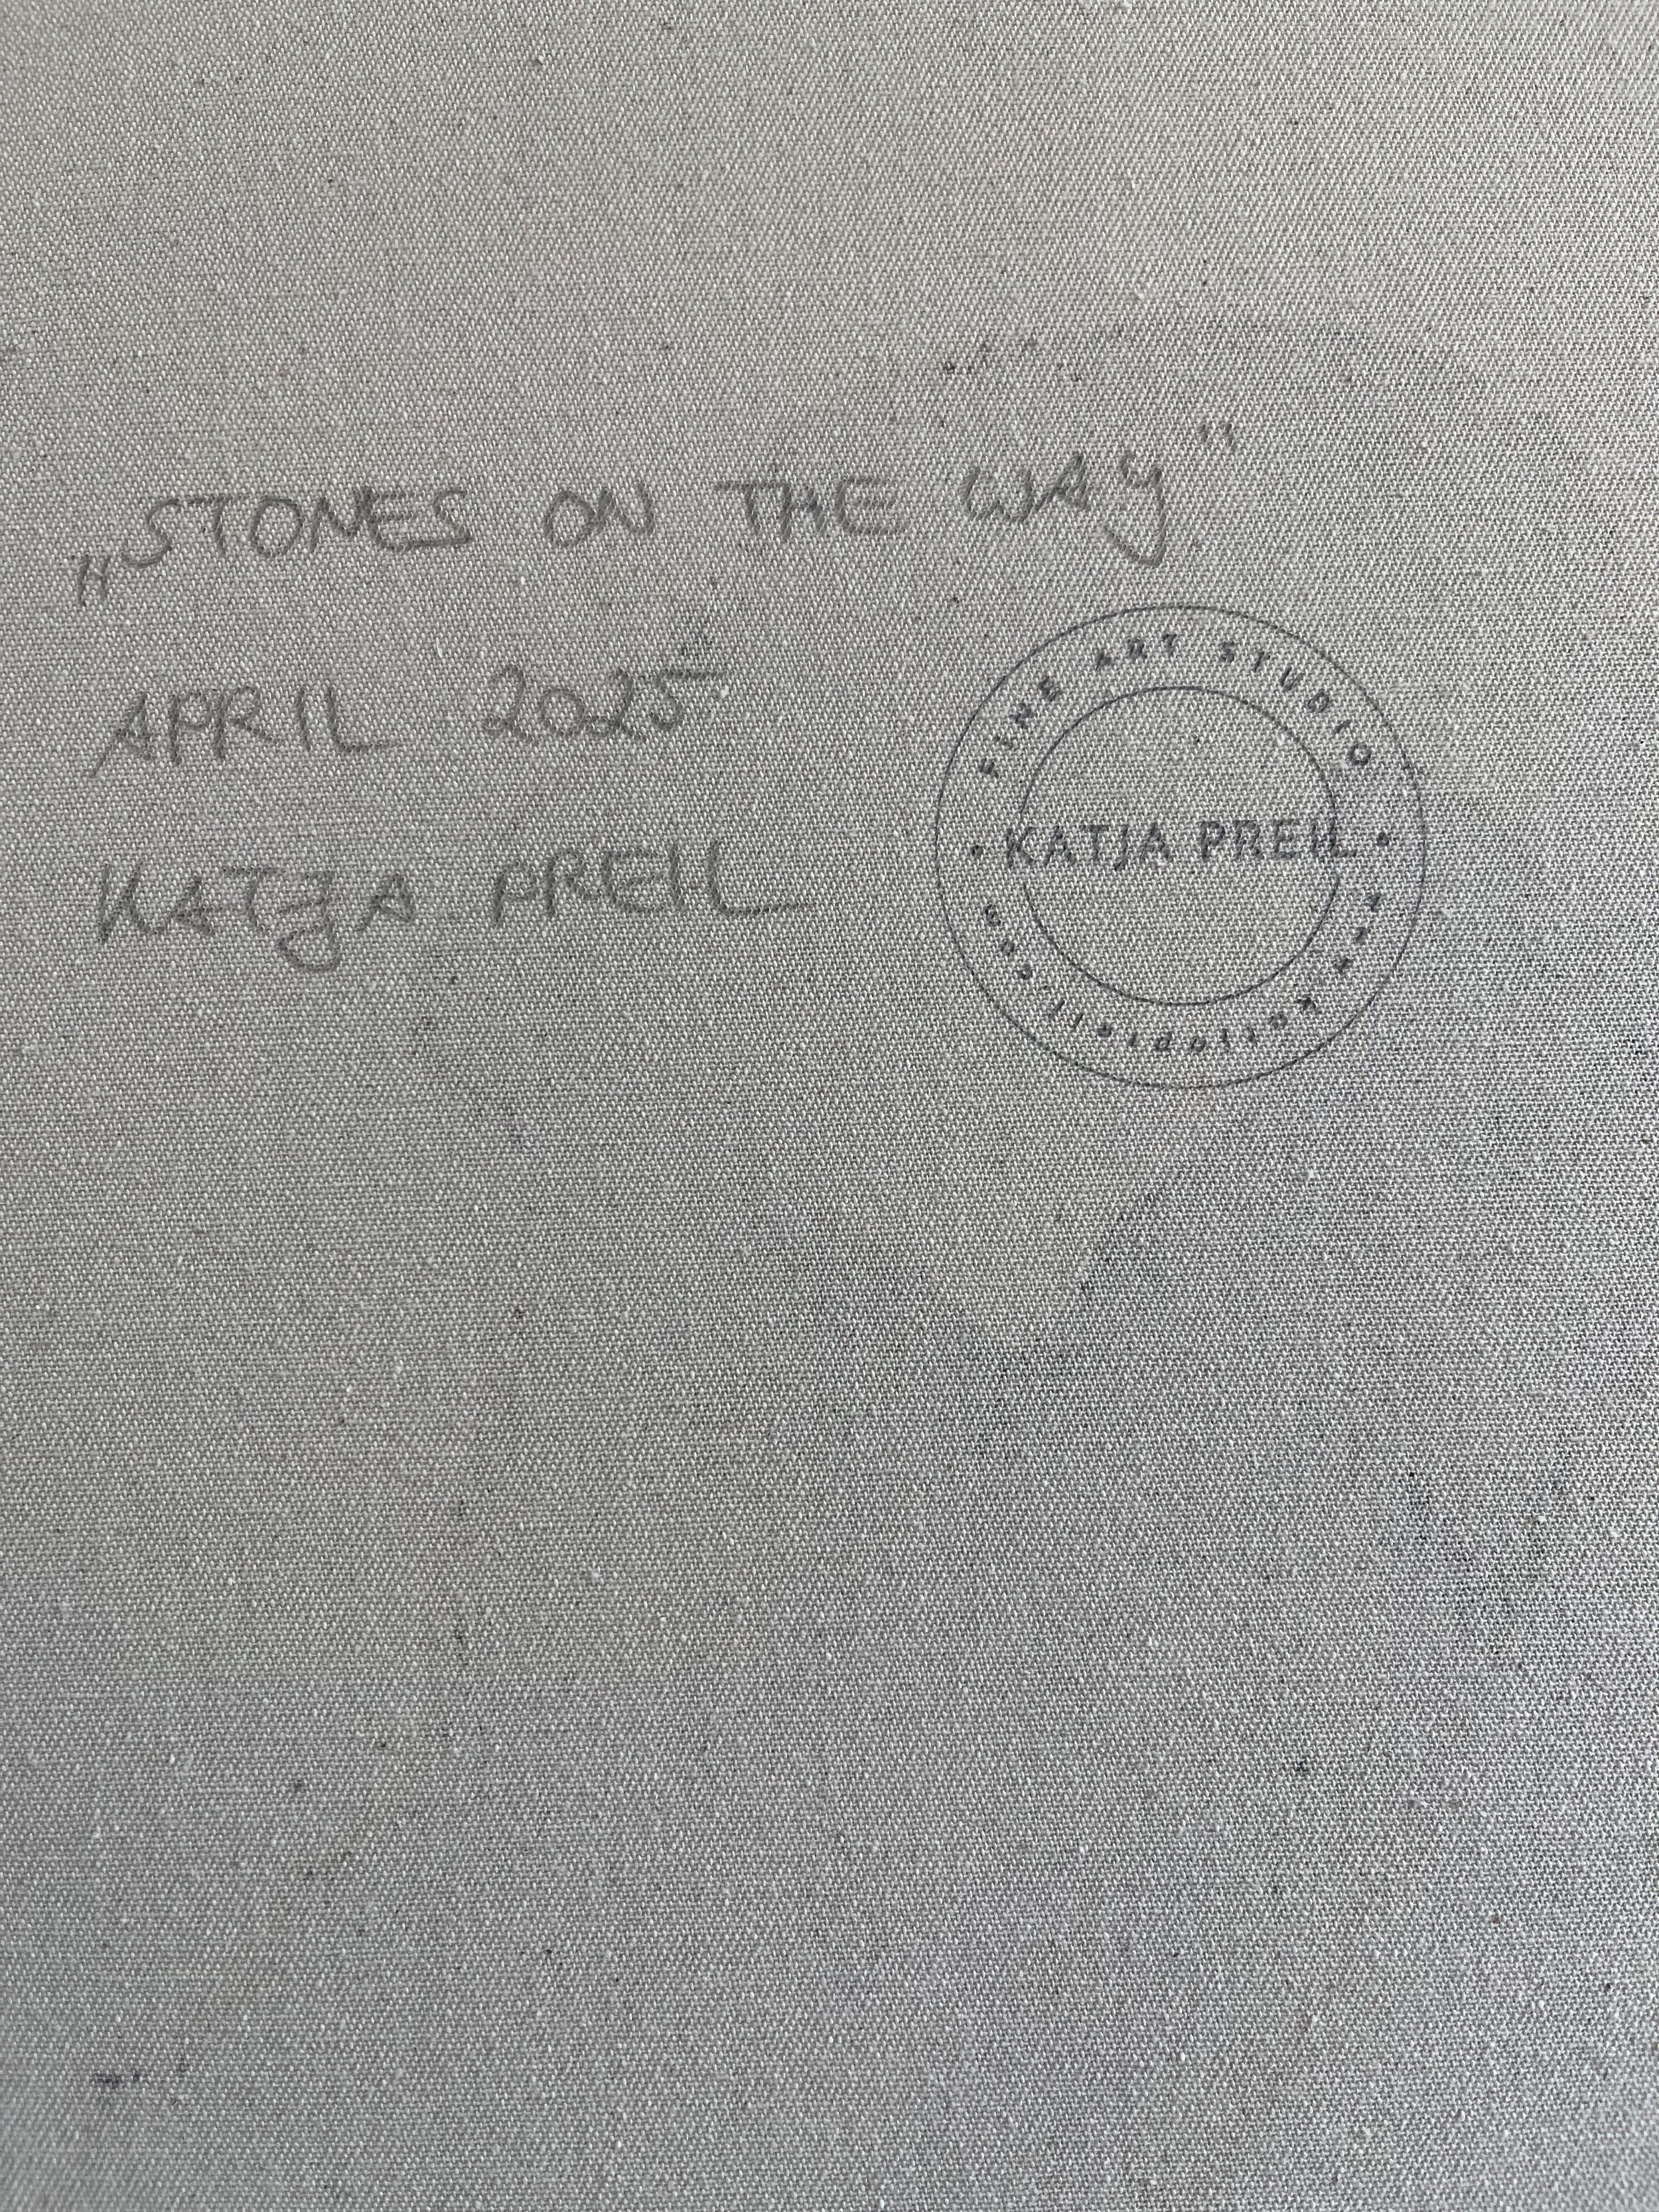 „STONES ON THE WAY"
APRIL 2025
KATJA PREIL
FINE ART STUDIO
• KATJA PREIL •